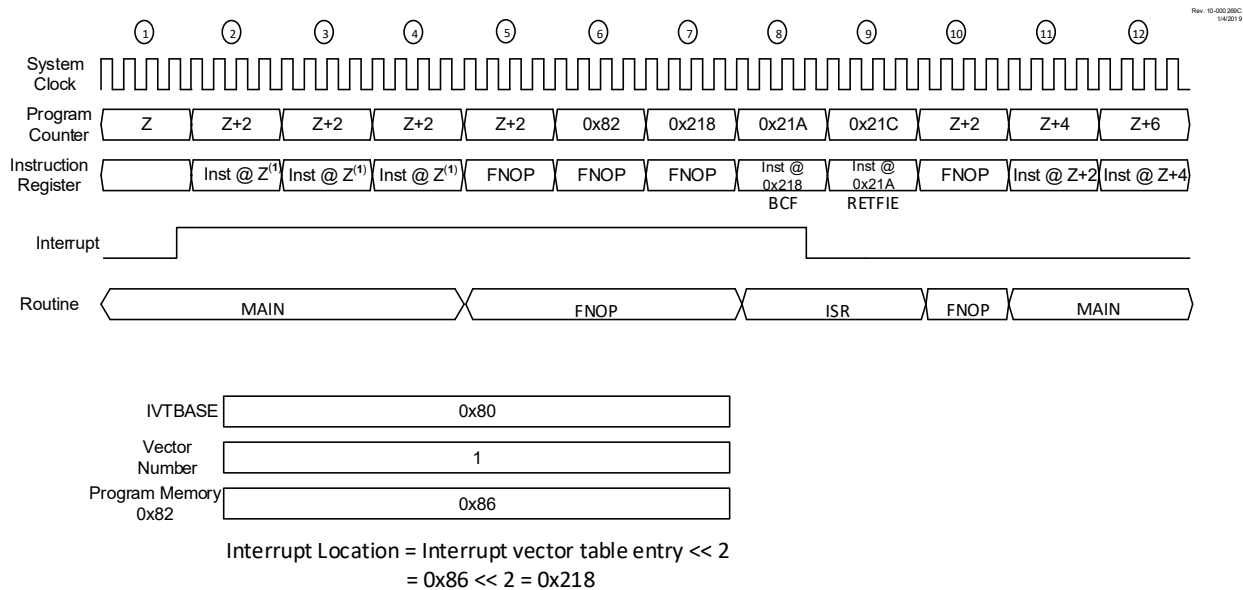 Rev. 10-000 269C
1/4/2019
1 2 3 4 5 6 7 8 9 10 11 12
System
Clock
Program
Counter
Z Z+2 Z+2 Z+2 Z+2 0x82 0x218 0x21A 0x21C Z+2 Z+4 Z+6
Instruction
Register
Inst @ Z(1) Inst @ Z(1) Inst @ Z(1) FNOP FNOP FNOP Inst @ 0x218 Inst @ 0x21A FNOP Inst @ Z+2 Inst @ Z+4
BCF RETFIE
Interrupt
Routine MAIN FNOP ISR FNOP MAIN
IVTBASE 0x80
Vector
Number
1
Program Memory
0x82
0x86
Interrupt Location = Interrupt vector table entry << 2
= 0x86 << 2 = 0x218